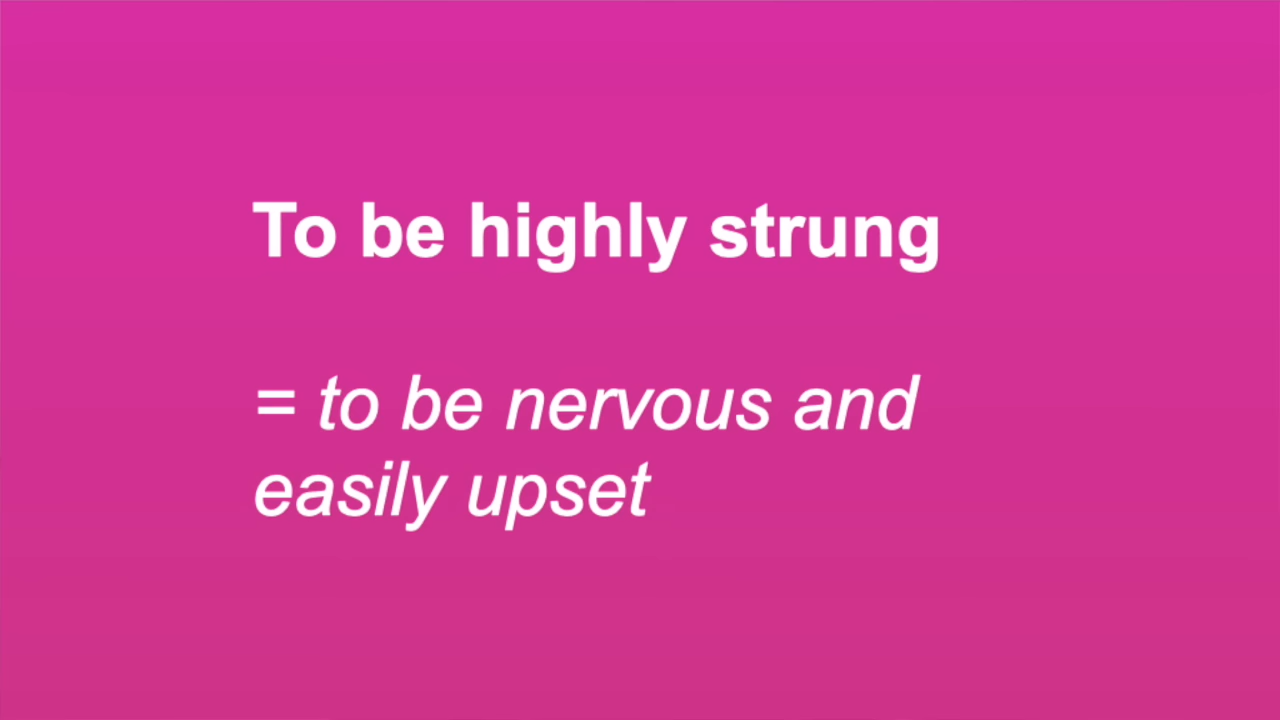 To be highly strung
= to be nervous and
easily upset